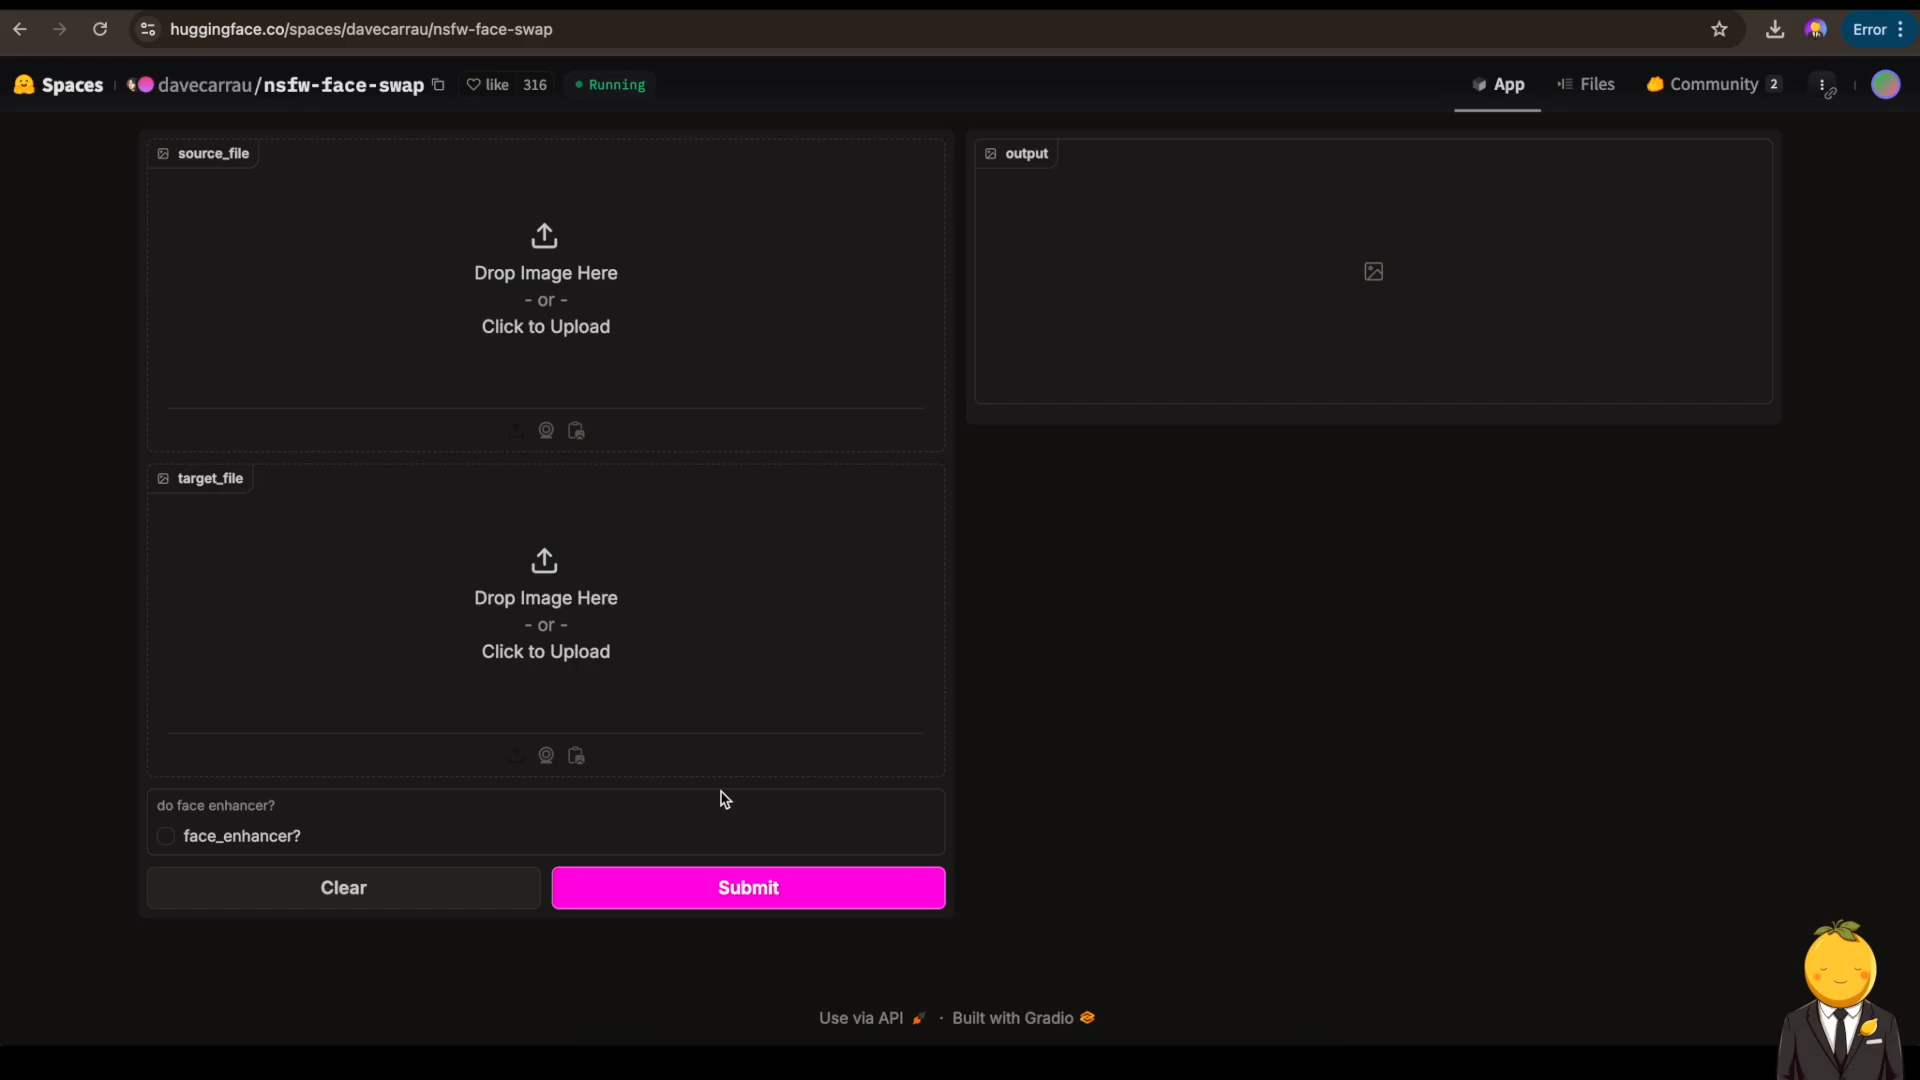 huggingface.co/spaces/davecarrau/nsfw-face-swap
Error
Spaces davecarrau/nsfw-face-swap like 316 Running
App Files Community 2
source_file
Drop Image Here
- or -
Click to Upload
target_file
Drop Image Here
- or -
Click to Upload
do face enhancer?
face_enhancer?
Clear Submit
output
Use via API · Built with Gradio